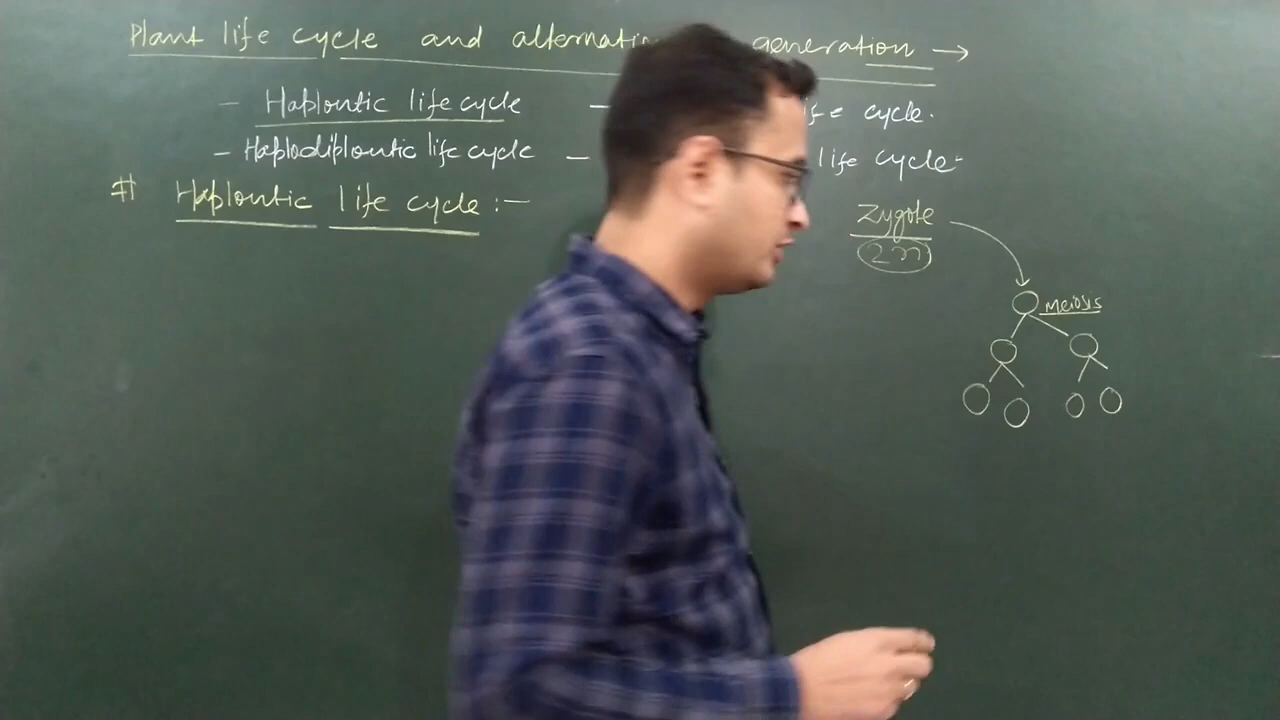 Plant life cycle and alternati generation →
- Haplontic life cycle - ife cycle.
- Haplodiplontic life cycle - life cycle-
# Haplontic life cycle :-
Zygote
2n
meiosis